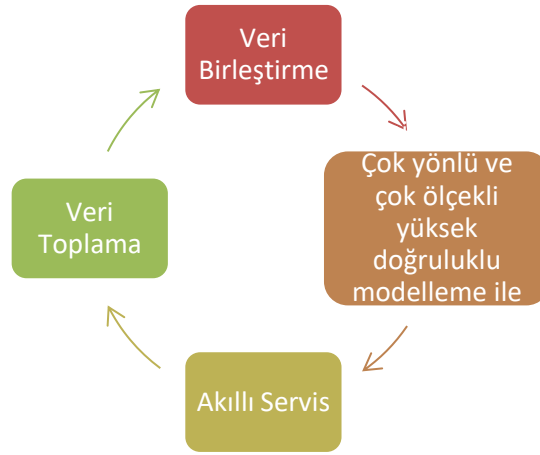 Veri
Birleştirme
Çok yönlü ve
çok ölçekli
yüksek
doğruluklu
modelleme ile
Veri
Toplama
Akıllı Servis